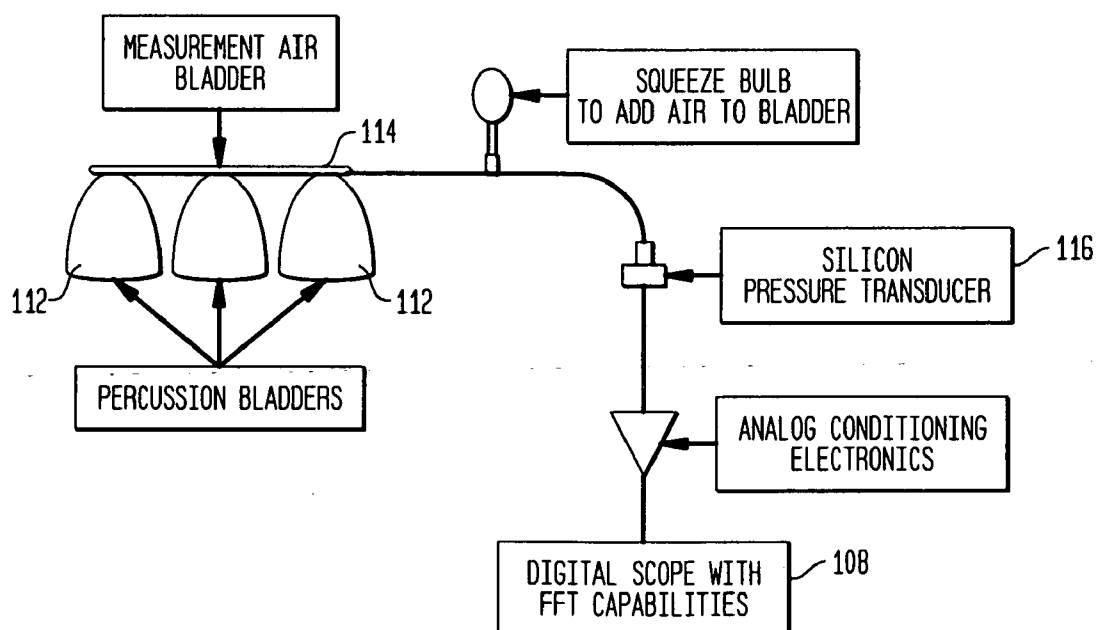 MEASUREMENT AIR
BLADDER
SQUEEZE BULB
TO ADD AIR TO BLADDER
114
116
SILICON
PRESSURE TRANSDUCER
112
112
PERCUSSION BLADDERS
ANALOG CONDITIONING
ELECTRONICS
108
DIGITAL SCOPE WITH
FFT CAPABILITIES